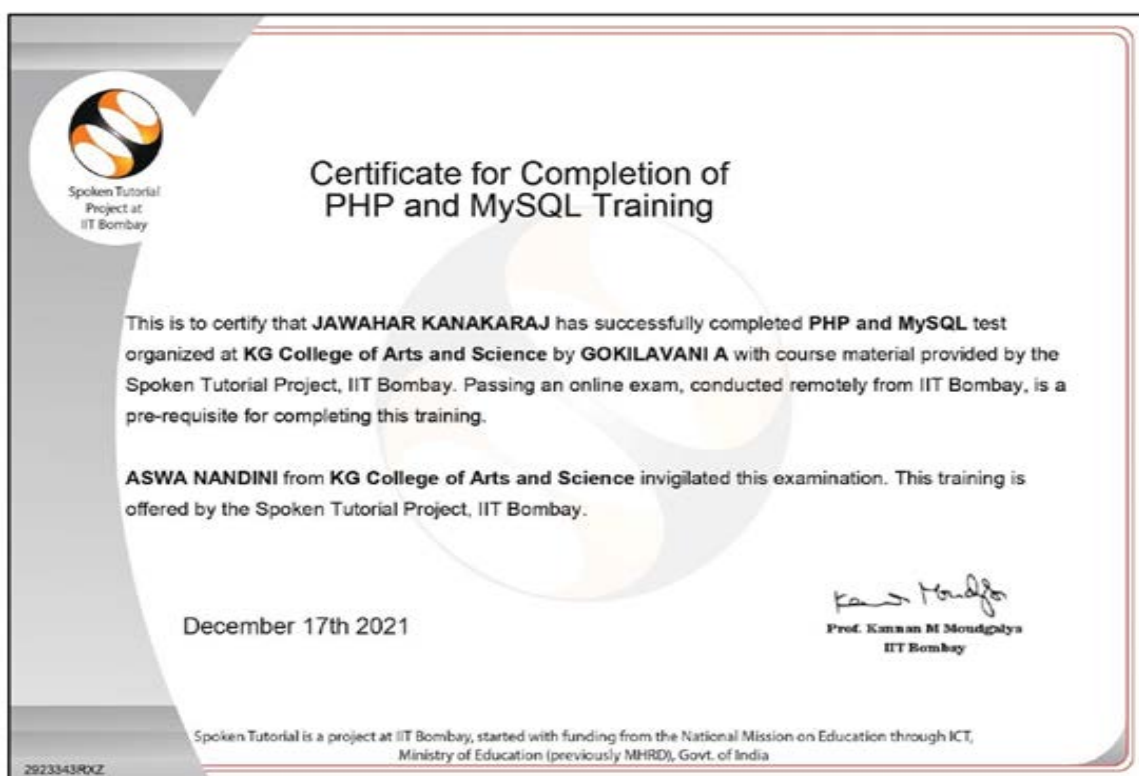 Spoken Tutorial
Project at
IIT Bombay
Certificate for Completion of
PHP and MySQL Training
This is to certify that JAWAHAR KANAKARAJ has successfully completed PHP and MySQL test
organized at KG College of Arts and Science by GOKILAVANI A with course material provided by the
Spoken Tutorial Project, IIT Bombay. Passing an online exam, conducted remotely from IIT Bombay, is a
pre-requisite for completing this training.
ASWA NANDINI from KG College of Arts and Science invigilated this examination. This training is
offered by the Spoken Tutorial Project, IIT Bombay.
December 17th 2021
Kannan Moudgalya
Prof. Kannan M Moudgalya
IIT Bombay
Spoken Tutorial is a project at IIT Bombay, started with funding from the National Mission on Education through ICT,
Ministry of Education (previously MHRD), Govt. of India
2923343RXZ